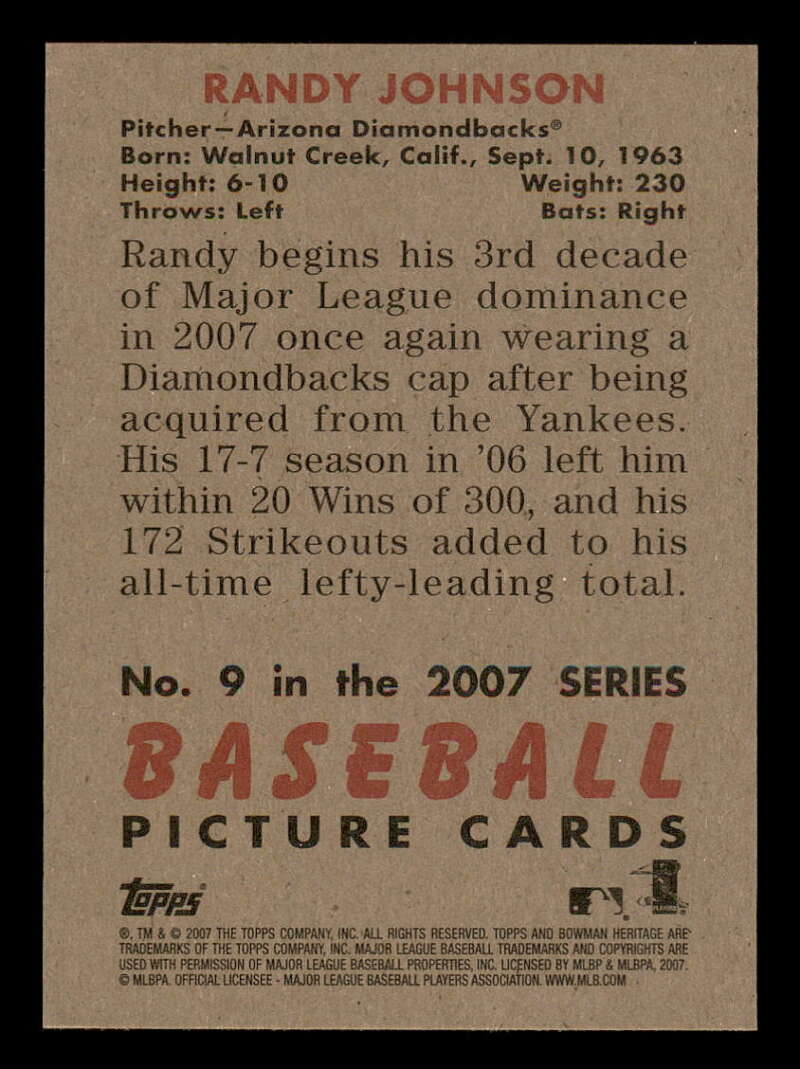 RANDY JOHNSON
Pitcher—Arizona Diamondbacks®
Born: Walnut Creek, Calif., Sept. 10, 1963
Height: 6-10 Weight: 230
Throws: Left Bats: Right
Randy begins his 3rd decade
of Major League dominance
in 2007 once again wearing a
Diamondbacks cap after being
acquired from the Yankees.
His 17-7 season in '06 left him
within 20 Wins of 300, and his
172 Strikeouts added to his
all-time lefty-leading total.
No. 9 in the 2007 SERIES
BASEBALL
PICTURE CARDS
Topps
®, TM & © 2007 THE TOPPS COMPANY, INC. ALL RIGHTS RESERVED. TOPPS AND BOWMAN HERITAGE ARE
TRADEMARKS OF THE TOPPS COMPANY, INC. MAJOR LEAGUE BASEBALL TRADEMARKS AND COPYRIGHTS ARE
USED WITH PERMISSION OF MAJOR LEAGUE BASEBALL PROPERTIES, INC. LICENSED BY MLBP & MLBPA, 2007.
© MLBPA. OFFICIAL LICENSEE - MAJOR LEAGUE BASEBALL PLAYERS ASSOCIATION. WWW.MLB.COM